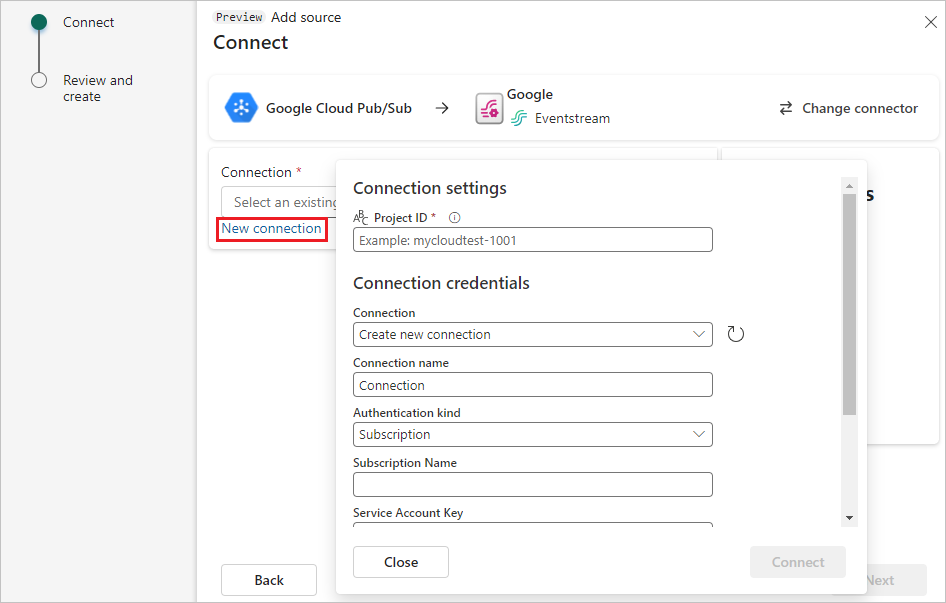 Connect
Review and
create
Preview Add source
Connect
Google Cloud Pub/Sub
Google
Eventstream
Change connector
Connection *
Select an existing
New connection
Connection settings
Project ID *
Example: mycloudtest-1001
Connection credentials
Connection
Create new connection
Connection name
Connection
Authentication kind
Subscription
Subscription Name
Service Account Key
Close
Connect
Back
Next